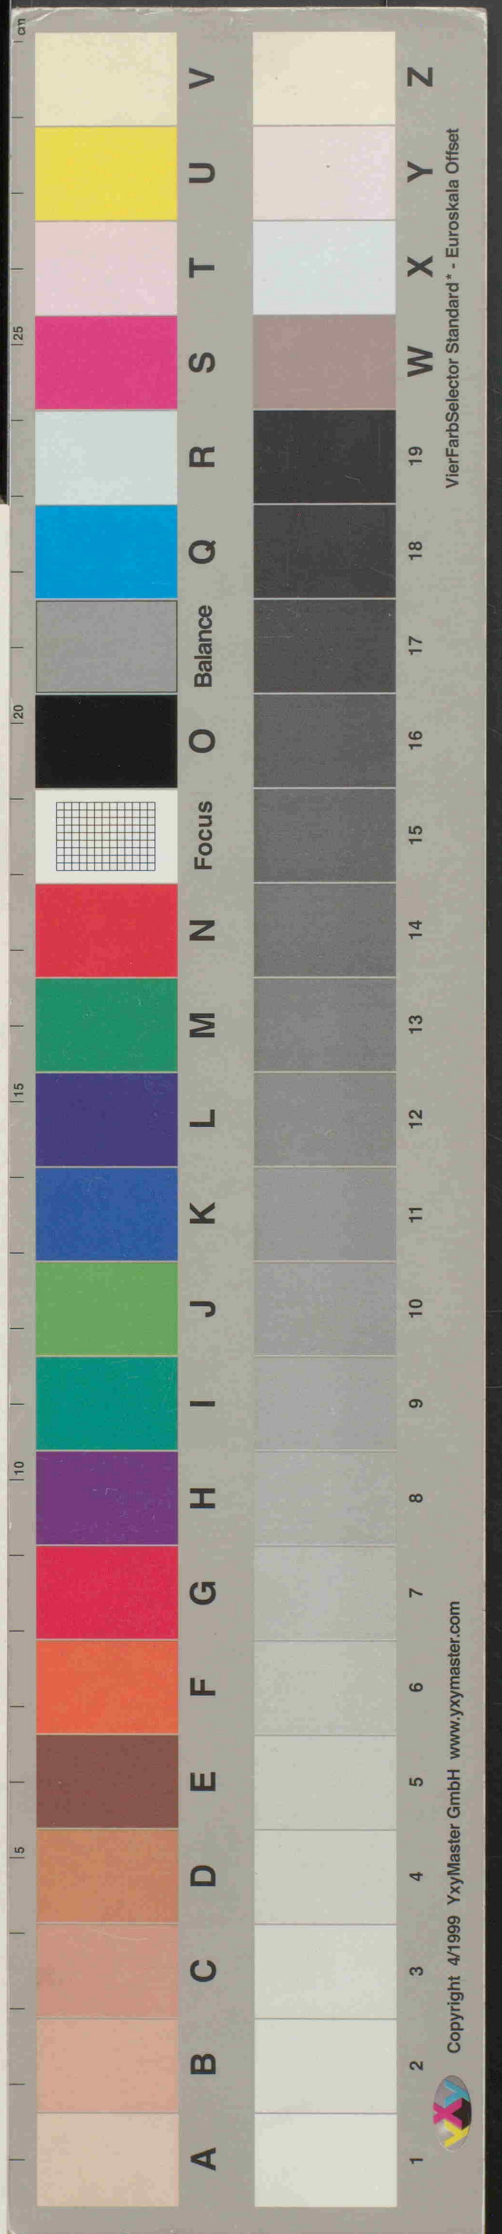 A B C D E F G H I J K L M N Focus O Balance Q R S T U V
1 2 3 4 5 6 7 8 9 10 11 12 13 14 15 16 17 18 19 W X Y Z
5 10 15 20 25 cm
yxy
Copyright 4/1999 YxyMaster GmbH www.yxymaster.com
VierFarbSelector Standard* - Euroskala Offset